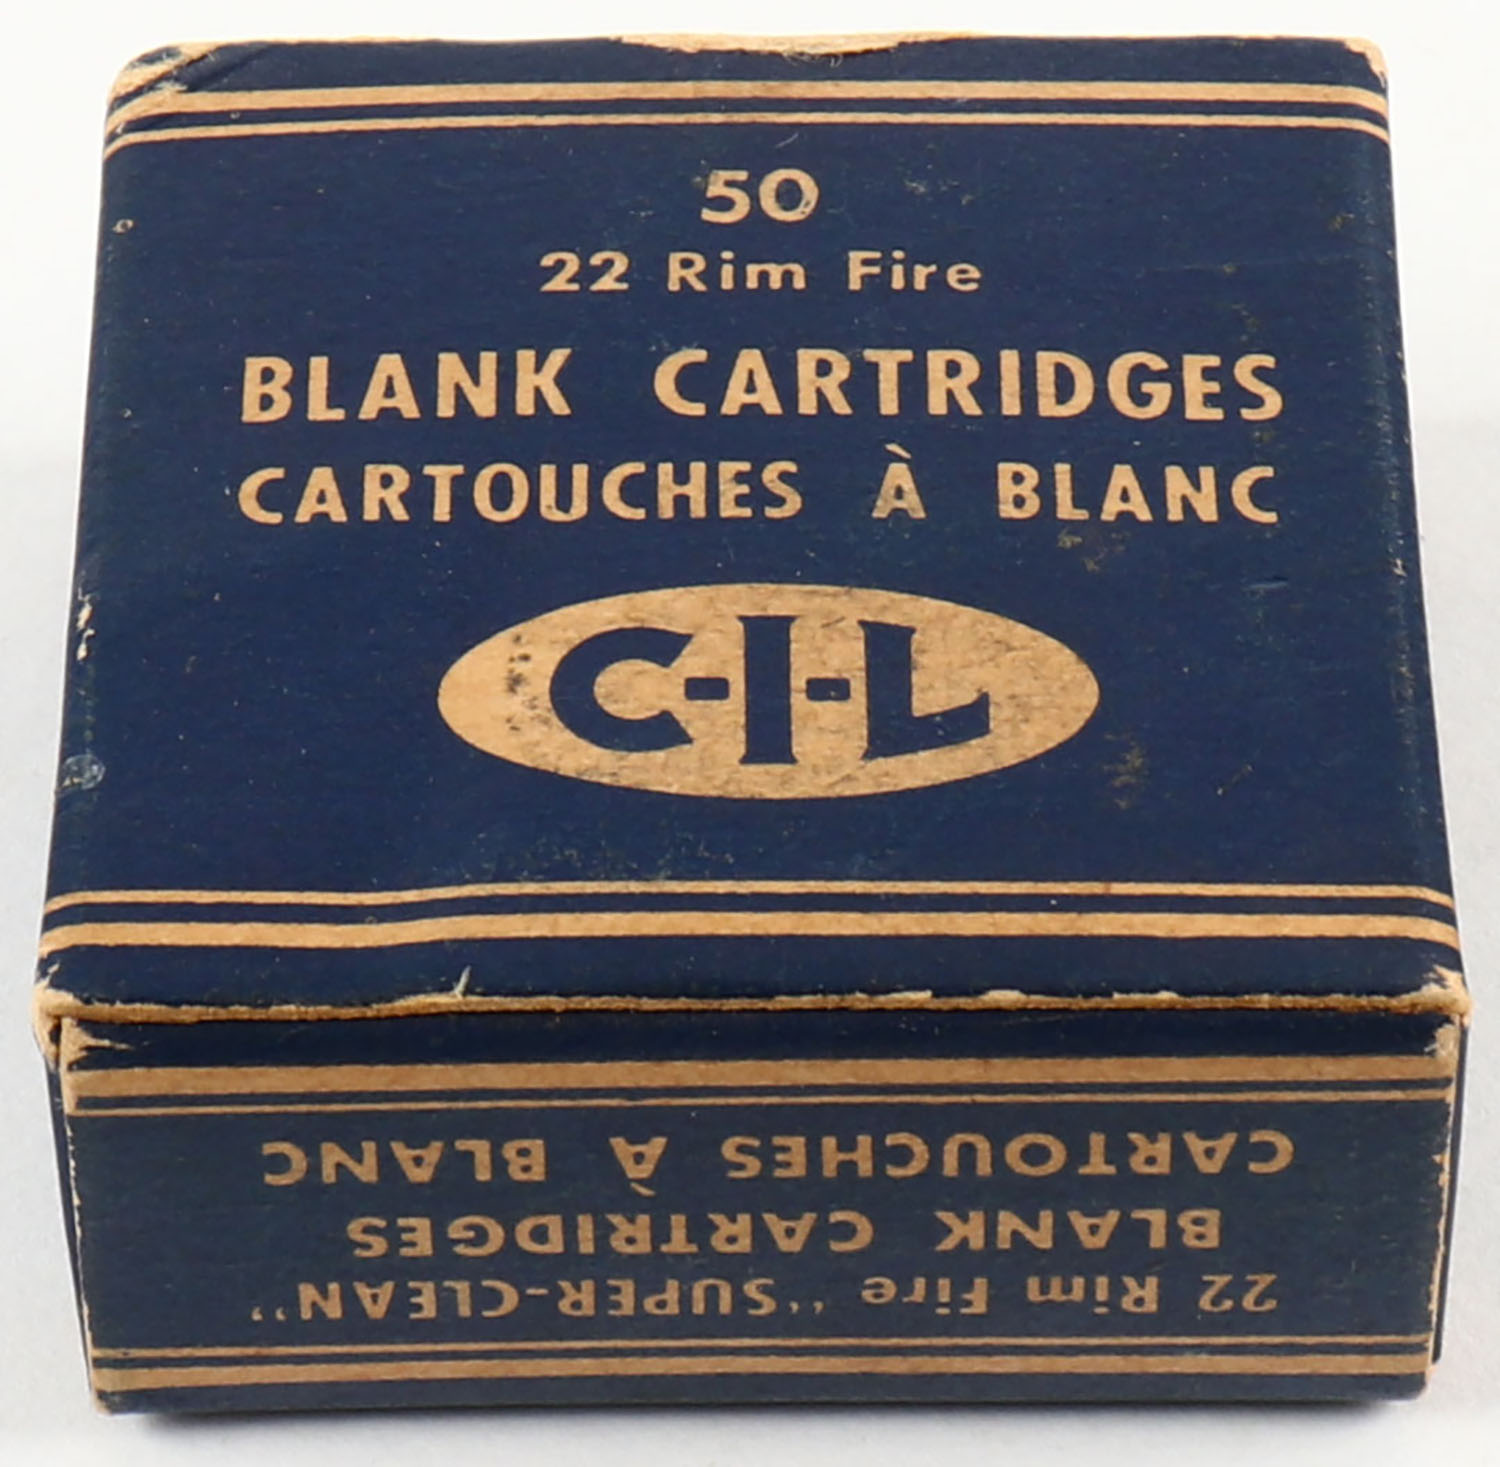 50
22 Rim Fire
BLANK CARTRIDGES
CARTOUCHES À BLANC
C-I-L
22 Rim Fire "SUPER-CLEAN"
BLANK CARTRIDGES
CARTOUCHES À BLANC